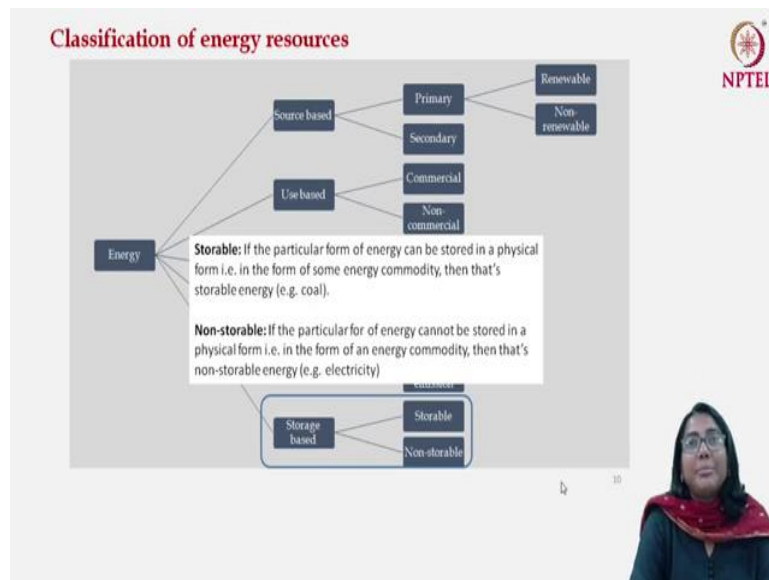 Classification of energy resources
NPTEL
Renewable
Primary
Source based
Non-
renewable
Secondary
Commercial
Use based
Non-
commercial
Energy
Storable: If the particular form of energy can be stored in a physical
form i.e. in the form of some energy commodity, then that's
storable energy (e.g. coal).
Non-storable: If the particular for of energy cannot be stored in a
physical form i.e. in the form of an energy commodity, then that's
non-storable energy (e.g. electricity)
emission
Storable
Storage
based
Non-storable
10